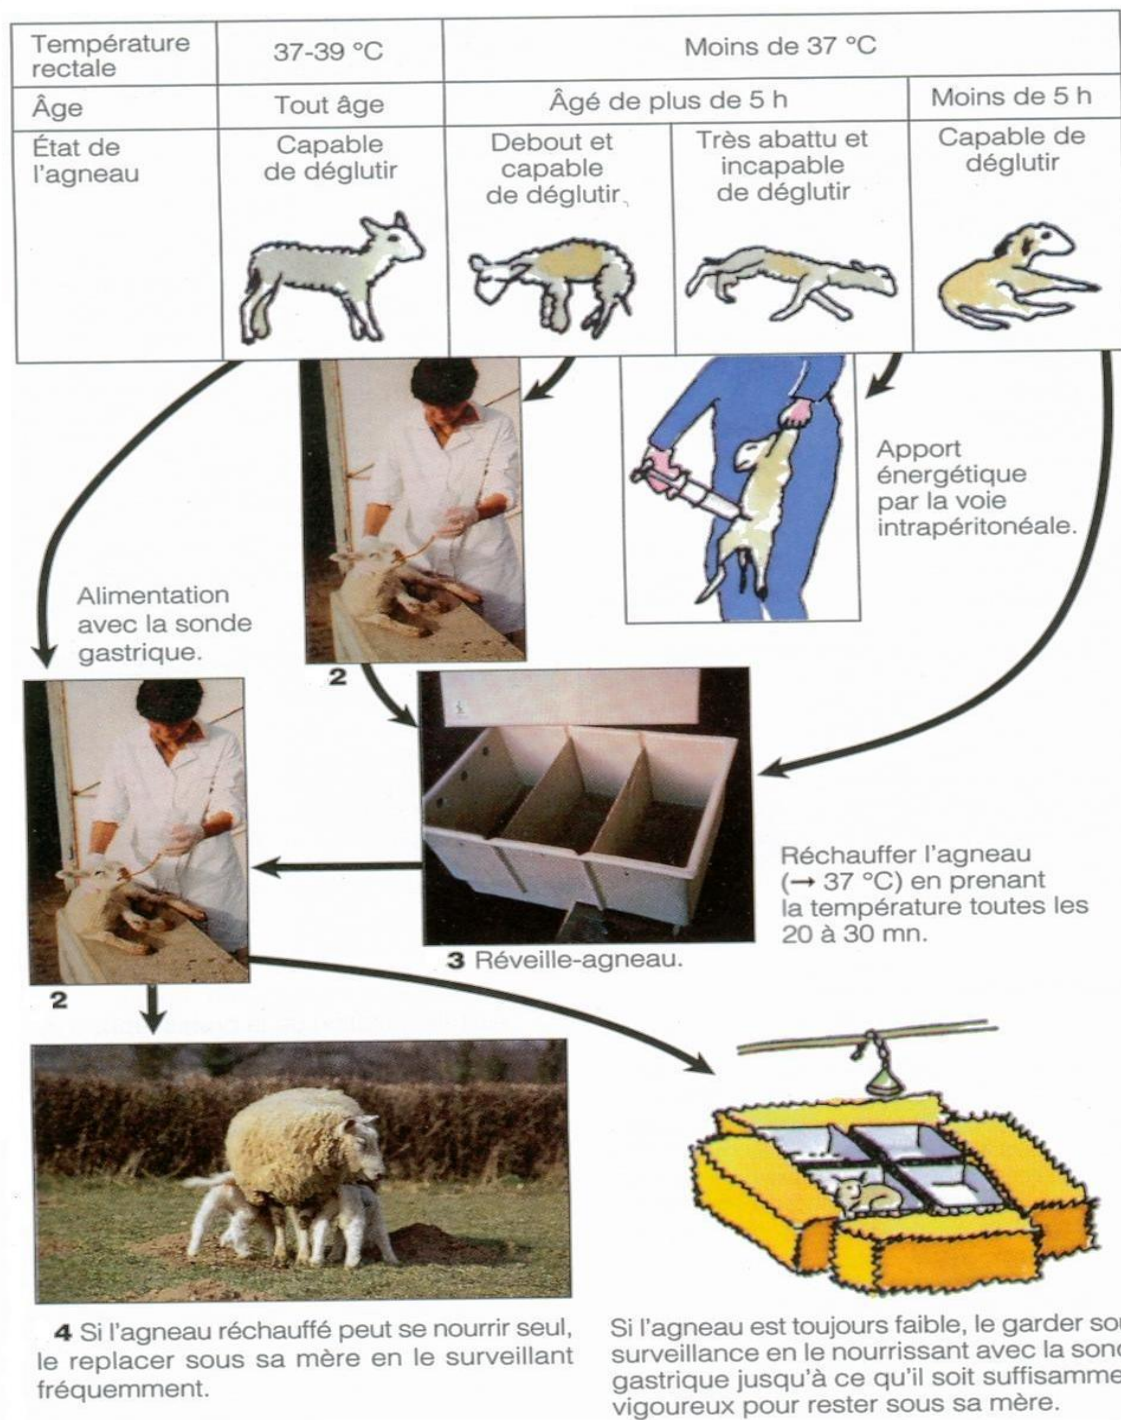 Température
rectale
37-39 °C
Moins de 37 °C
Âge
Tout âge
Âgé de plus de 5 h
Moins de 5 h
État de
l'agneau
Capable
de déglutir
Debout et
capable
de déglutir
Très abattu et
incapable
de déglutir
Capable de
déglutir
Apport
énergétique
par la voie
intrapéritonéale.
Alimentation
avec la sonde
gastrique.
2
Réchauffer l'agneau
(→ 37 °C) en prenant
la température toutes les
20 à 30 mn.
3 Réveille-agneau.
2
4 Si l'agneau réchauffé peut se nourrir seul,
le replacer sous sa mère en le surveillant
fréquemment.
Si l'agneau est toujours faible, le garder
surveillance en le nourrissant avec la
gastrique jusqu'à ce qu'il soit
vigoureux pour rester sous sa mère.